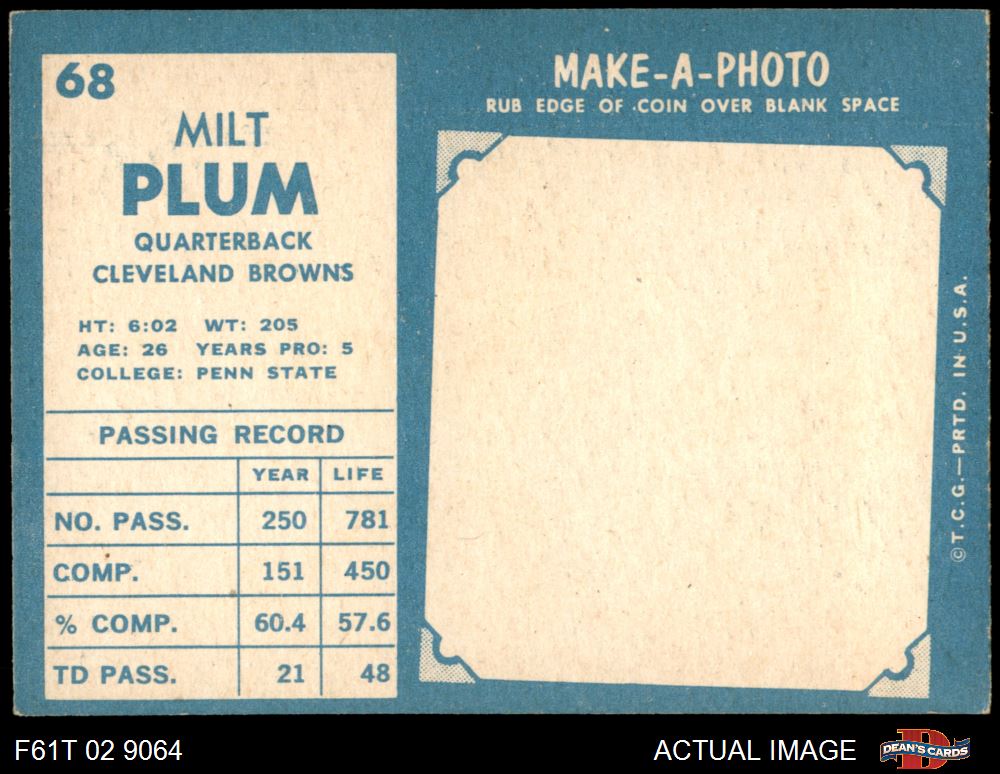 68
MILT
PLUM
QUARTERBACK
CLEVELAND BROWNS
HT: 6:02 WT: 205
AGE: 26 YEARS PRO: 5
COLLEGE: PENN STATE
PASSING RECORD
YEAR LIFE
NO. PASS. 250 781
COMP. 151 450
% COMP. 60.4 57.6
TD PASS. 21 48
MAKE-A-PHOTO
RUB EDGE OF COIN OVER BLANK SPACE
©T.C.G.—PRTD. IN U.S.A.
F61T 02 9064
ACTUAL IMAGE
D
DEAN'S CARDS